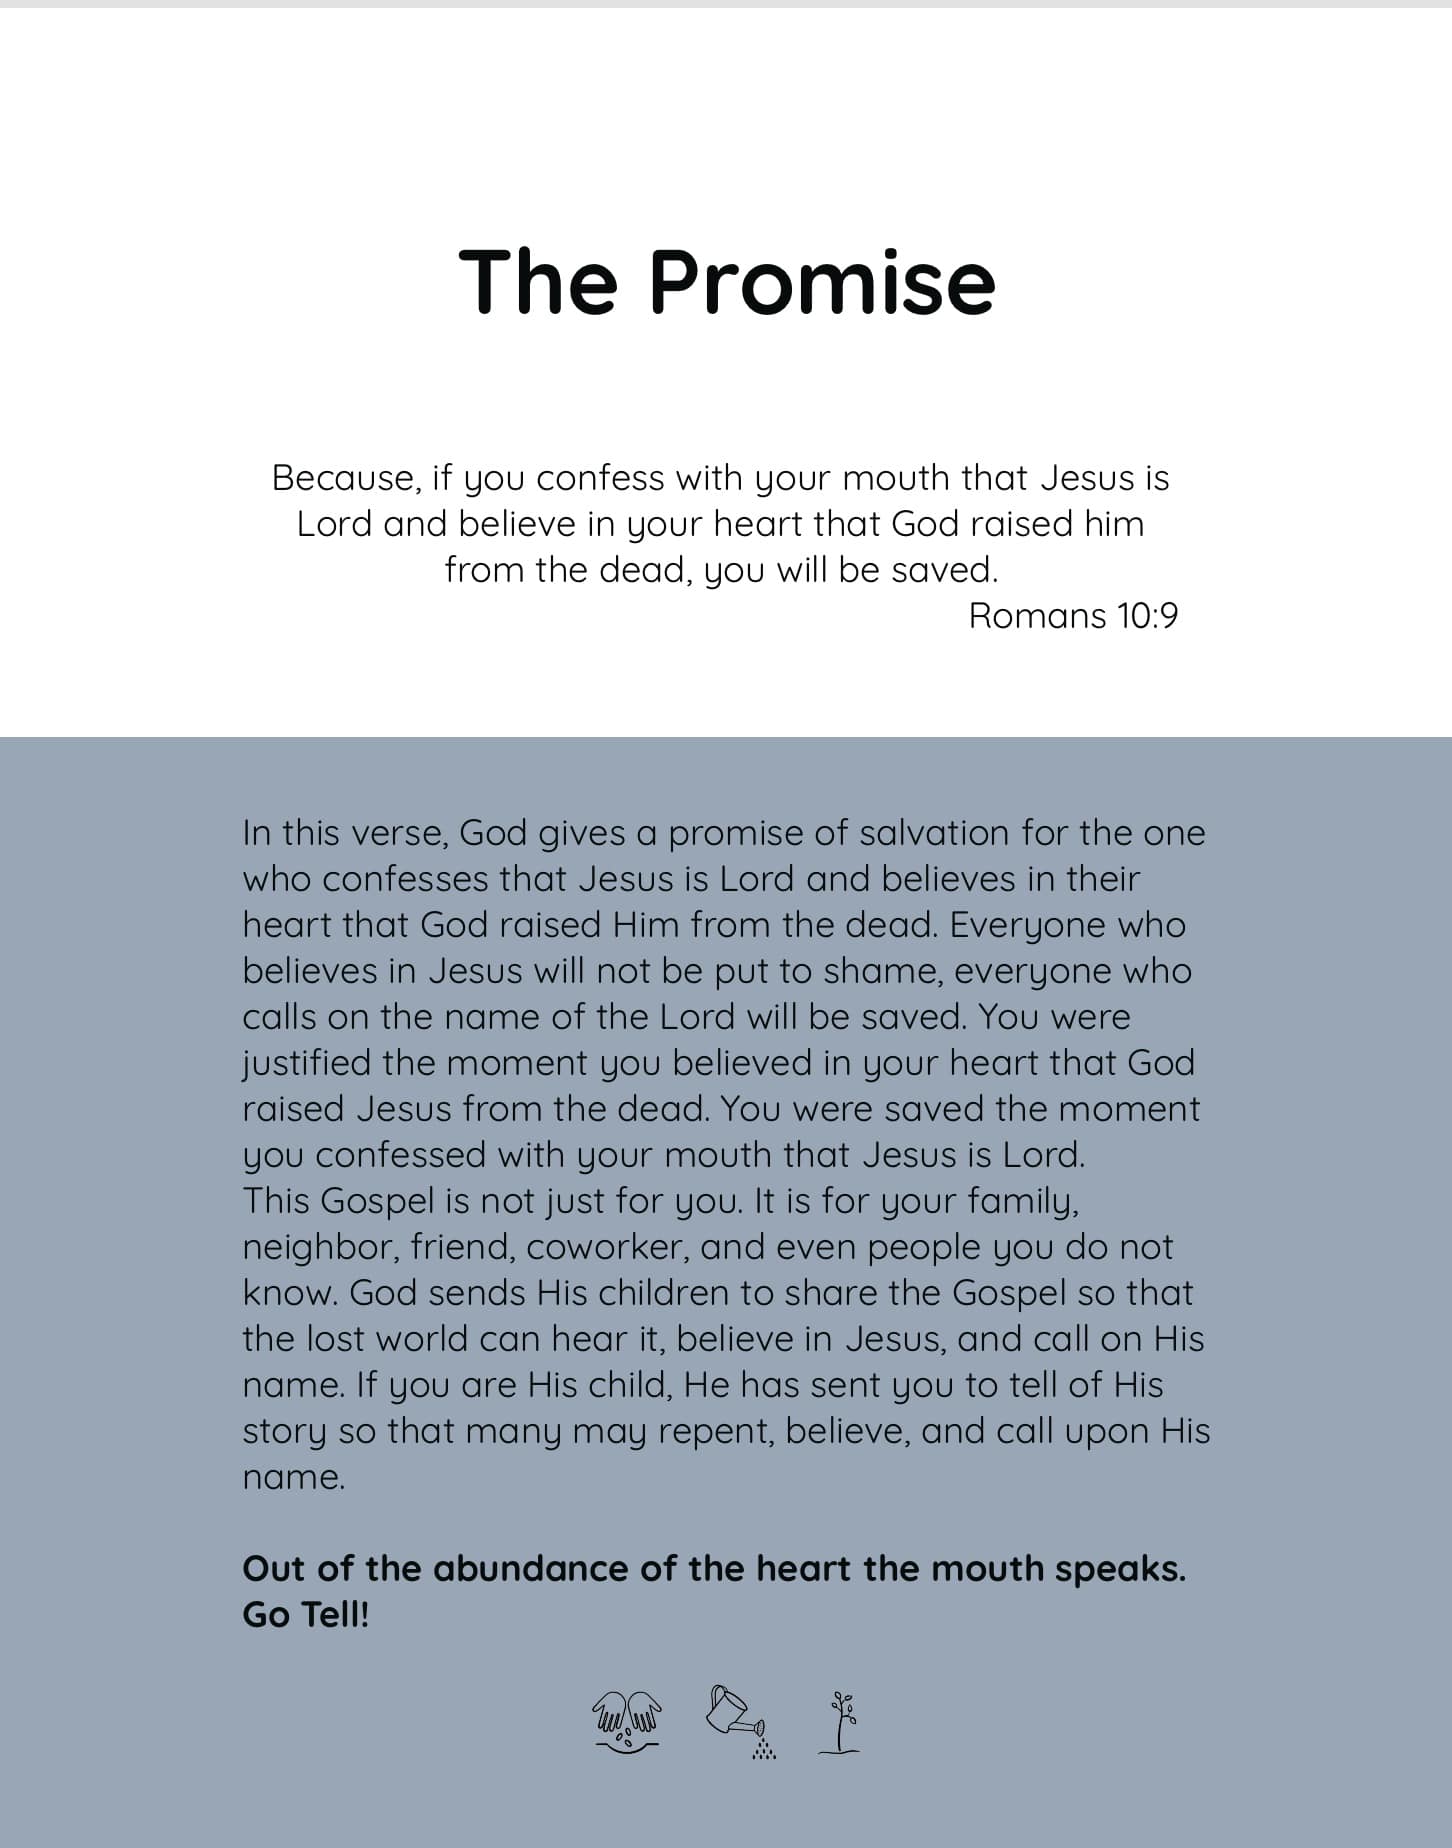 The Promise
Because, if you confess with your mouth that Jesus is
Lord and believe in your heart that God raised him
from the dead, you will be saved.
Romans 10:9
In this verse, God gives a promise of salvation for the one
who confesses that Jesus is Lord and believes in their
heart that God raised Him from the dead. Everyone who
believes in Jesus will not be put to shame, everyone who
calls on the name of the Lord will be saved. You were
justified the moment you believed in your heart that God
raised Jesus from the dead. You were saved the moment
you confessed with your mouth that Jesus is Lord.
This Gospel is not just for you. It is for your family,
neighbor, friend, coworker, and even people you do not
know. God sends His children to share the Gospel so that
the lost world can hear it, believe in Jesus, and call on His
name. If you are His child, He has sent you to tell of His
story so that many may repent, believe, and call upon His
name.
Out of the abundance of the heart the mouth speaks.
Go Tell!